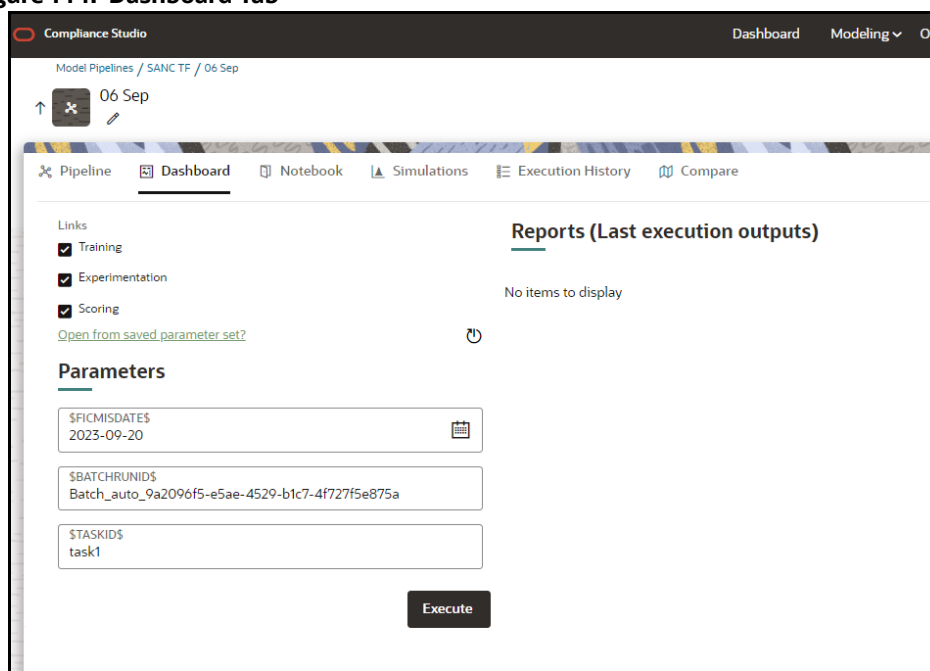 Dashboard Tab
Compliance Studio
Dashboard
Modeling
Model Pipelines / SANC TF / 06 Sep
06 Sep
Pipeline
Dashboard
Notebook
Simulations
Execution History
Compare
Links
Training
Experimentation
Scoring
Open from saved parameter set?
Parameters
$FICMISDATE$
2023-09-20
$BATCHRUNID$
Batch_auto_9a2096f5-e5ae-4529-b1c7-4f727f5e875a
$TASKID$
task1
Execute
Reports (Last execution outputs)
No items to display